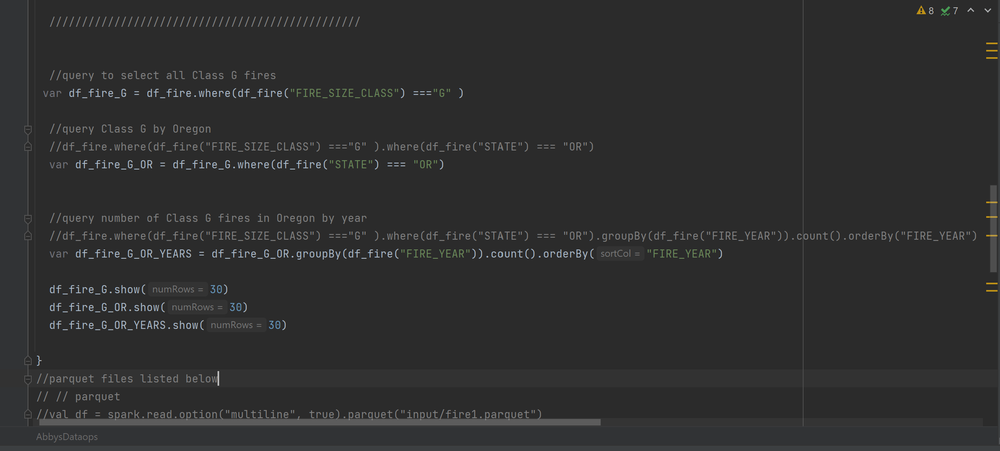 8 7
////////////////////////////////////////////////
//query to select all Class G fires
var df_fire_G = df_fire.where(df_fire("FIRE_SIZE_CLASS") ==="G" )
//query Class G by Oregon
//df_fire.where(df_fire("FIRE_SIZE_CLASS") ==="G" ).where(df_fire("STATE") === "OR")
var df_fire_G_OR = df_fire_G.where(df_fire("STATE") === "OR")
//query number of Class G fires in Oregon by year
//df_fire.where(df_fire("FIRE_SIZE_CLASS") ==="G" ).where(df_fire("STATE") === "OR").groupBy(df_fire("FIRE_YEAR")).count().orderBy("FIRE_YEAR")
var df_fire_G_OR_YEARS = df_fire_G_OR.groupBy(df_fire("FIRE_YEAR")).count().orderBy( sortCol = "FIRE_YEAR")
df_fire_G.show( numRows = 30)
df_fire_G_OR.show( numRows = 30)
df_fire_G_OR_YEARS.show( numRows = 30)
}
//parquet files listed below
// // parquet
//val df = spark.read.option("multiline", true).parquet("input/fire1.parquet")
AbbysDataops